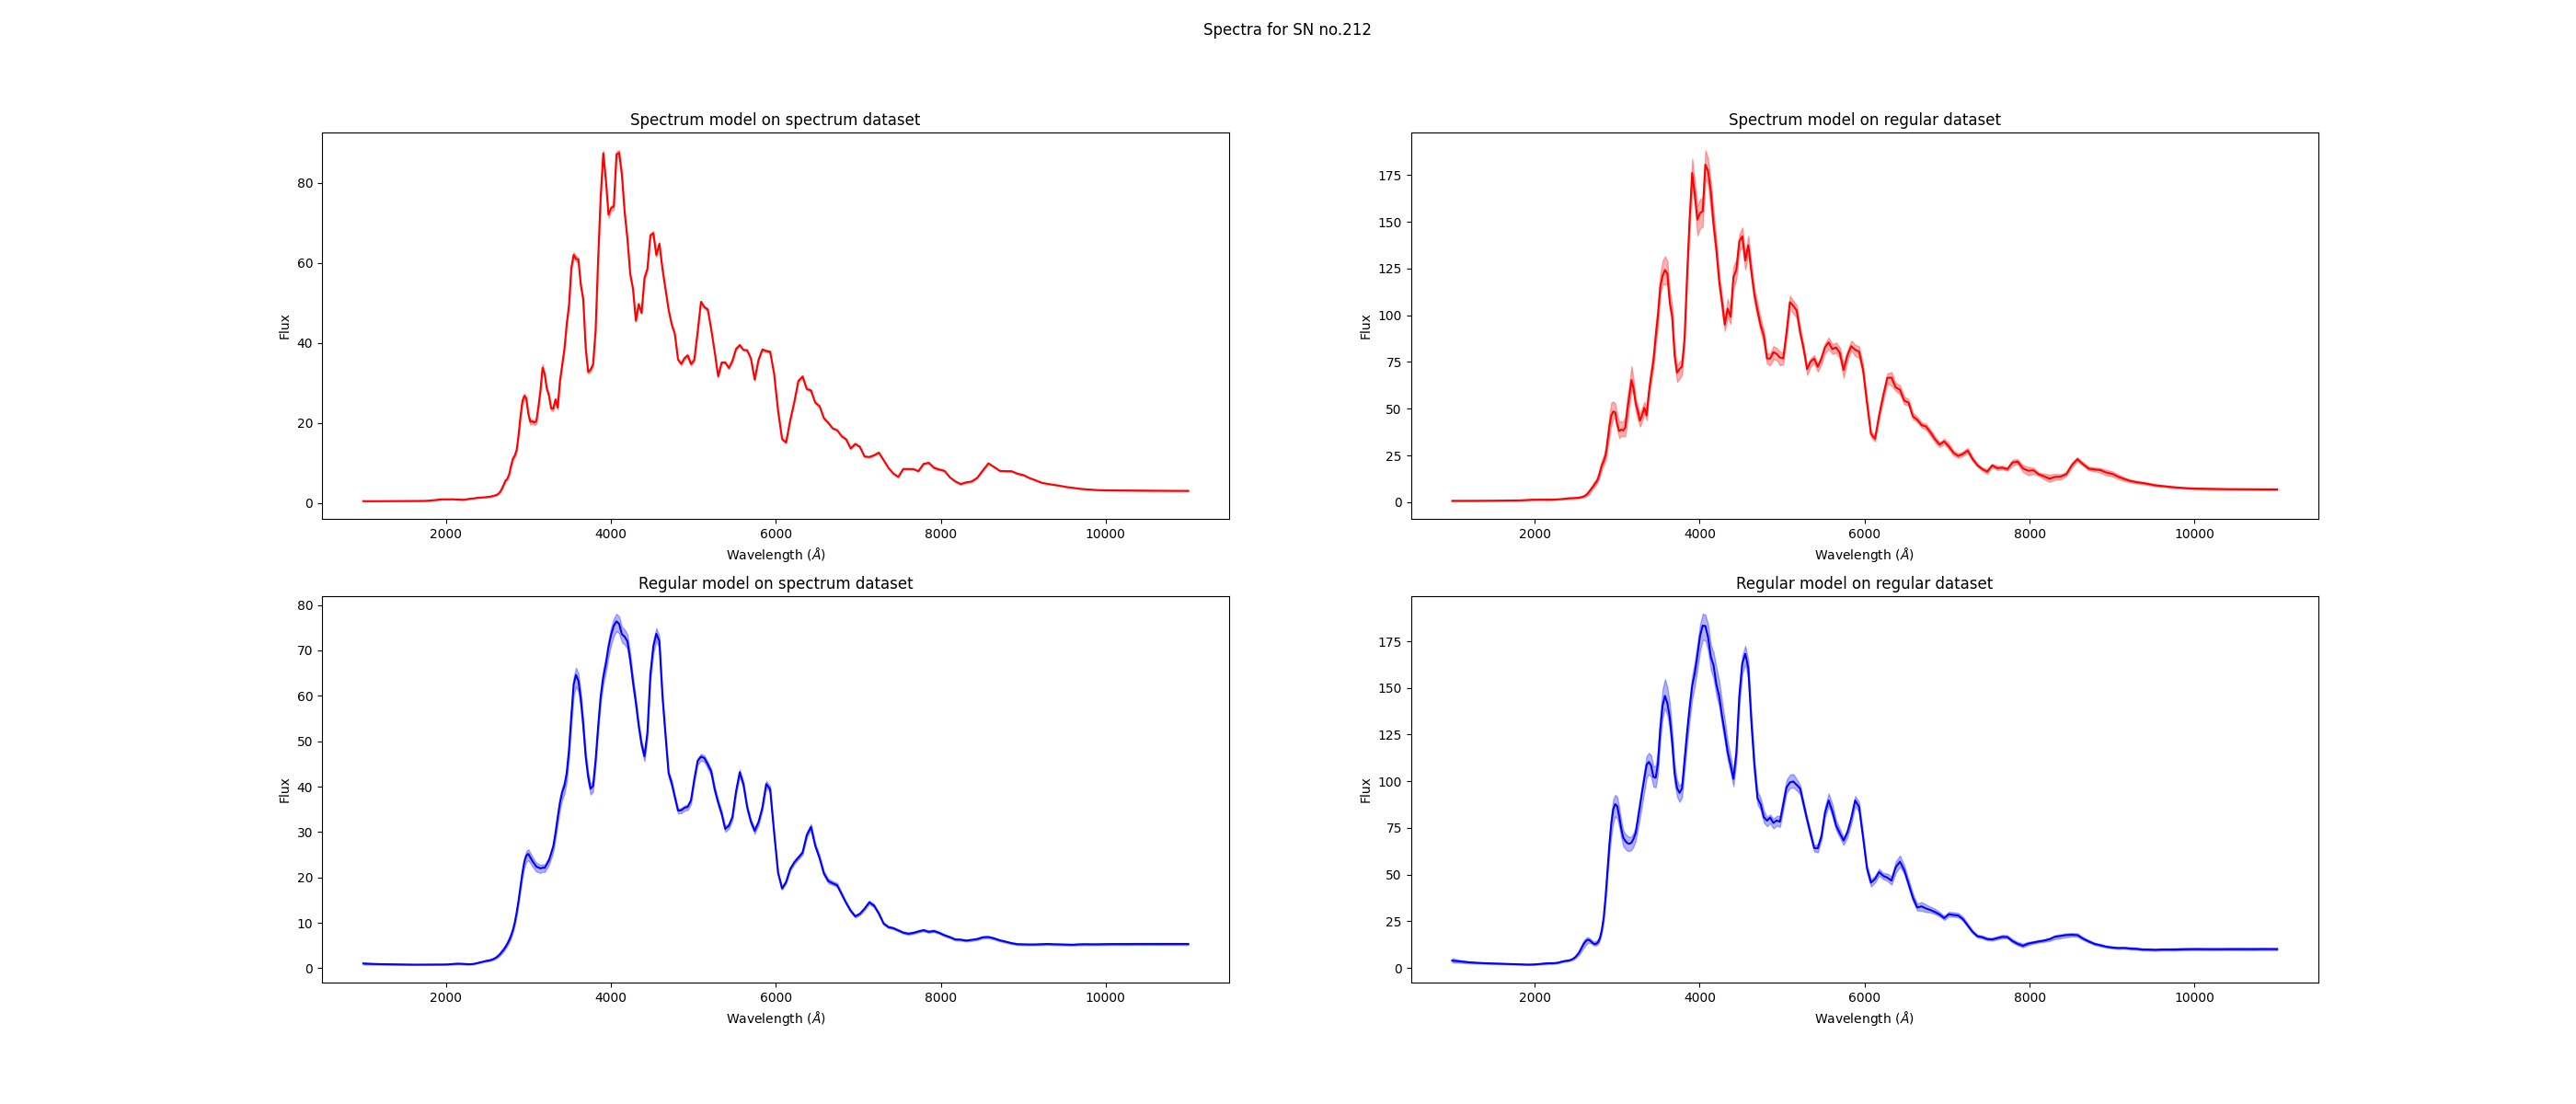 Spectra for SN no.212
Spectrum model on spectrum dataset
80
60
40
20
0
Flux
2000 4000 6000 8000 10000
Wavelength (Å)
Spectrum model on regular dataset
175
150
125
100
75
50
25
0
Flux
2000 4000 6000 8000 10000
Wavelength (Å)
Regular model on spectrum dataset
80
70
60
50
40
30
20
10
0
Flux
2000 4000 6000 8000 10000
Wavelength (Å)
Regular model on regular dataset
175
150
125
100
75
50
25
0
Flux
2000 4000 6000 8000 10000
Wavelength (Å)